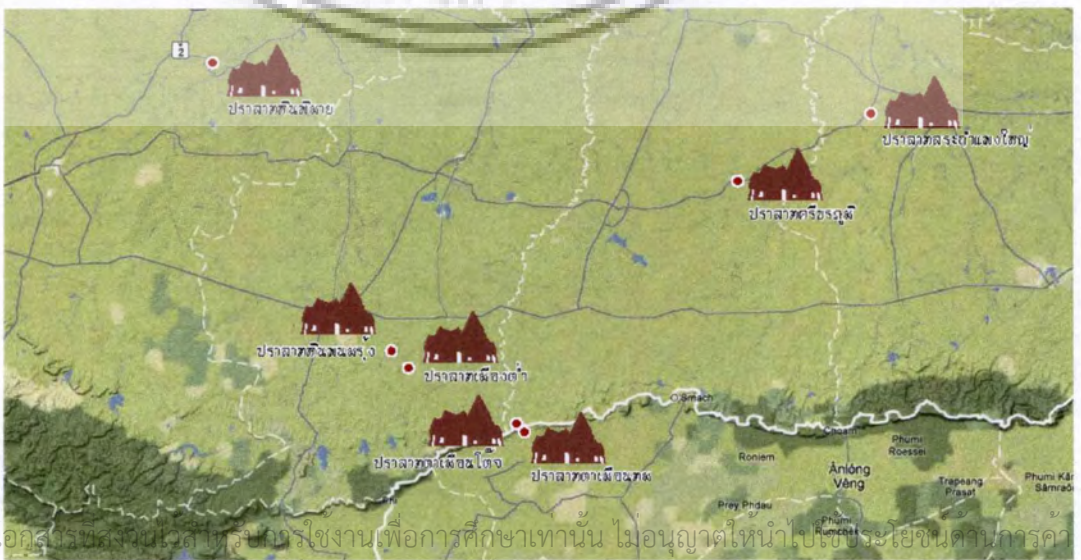 2
ปราสาทหินพิมาย
ปราสาทสระกำแพงใหญ่
ปราสาทศรีขรภูมิ
ปราสาทหินพนมรุ้ง
ปราสาทเมืองต่ำ
O Smach
ปราสาทตาเมือนโต๊จ
ปราสาทตาเมือนธม
Roniem
Phumi
Roessei
Ânlóng
Vêng
Trapeang
Prasat
Phumi Kâr
Sâmraô
Prey Phdau
Phumi
Rumchek
เอกสารที่สงวนไว้สำหรับการใช้งานเพื่อการศึกษาเท่านั้น ไม่อนุญาตให้นำไปใช้ประโยชน์ด้านการค้า